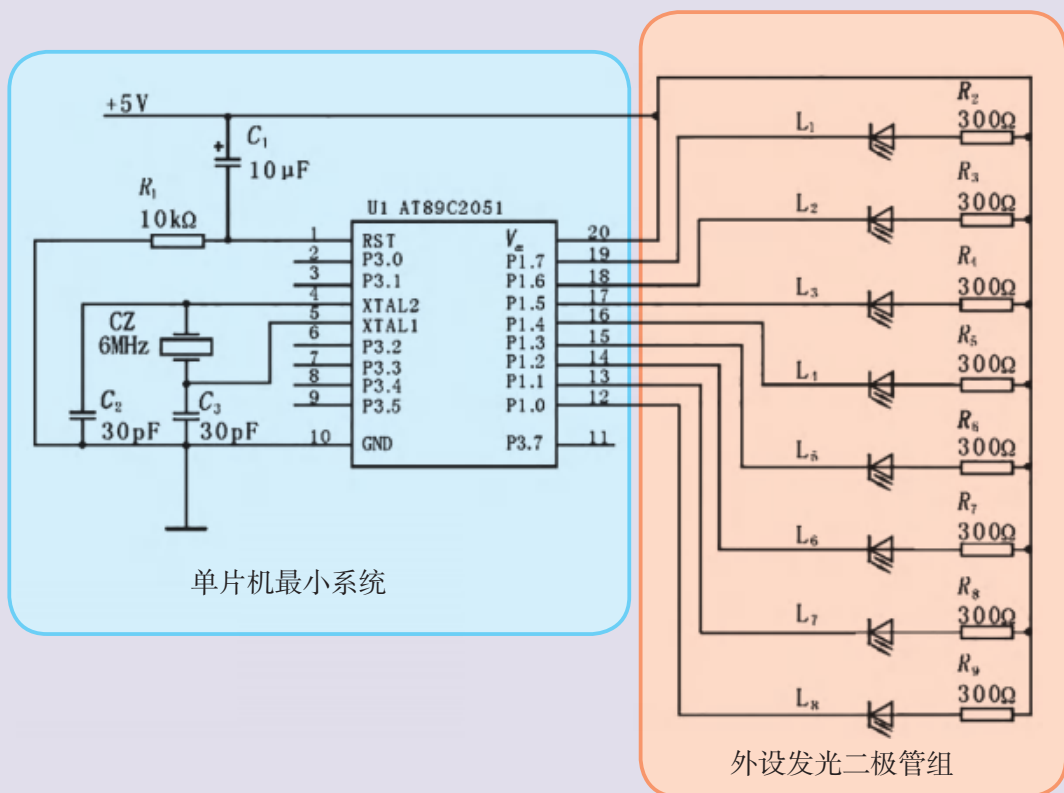 +5V
C₁
10μF
R₁
10kΩ
U1 AT89C2051
1 RST
2 P3.0
3 P3.1
4 XTAL2
5 XTAL1
6 P3.2
7 P3.3
8 P3.4
9 P3.5
10 GND
20
P1.7 19
P1.6 18
P1.5 17
P1.4 16
P1.3 15
P1.2 14
P1.1 13
P1.0 12
P3.7 11
CZ
6MHz
C₂
30pF
C₃
30pF
单片机最小系统
L₁
R₂
300Ω
L₂
R₃
300Ω
L₃
R₄
300Ω
L₄
R₅
300Ω
L₅
R₆
300Ω
L₆
R₇
300Ω
L₇
R₈
300Ω
L₈
R₉
300Ω
外设发光二极管组